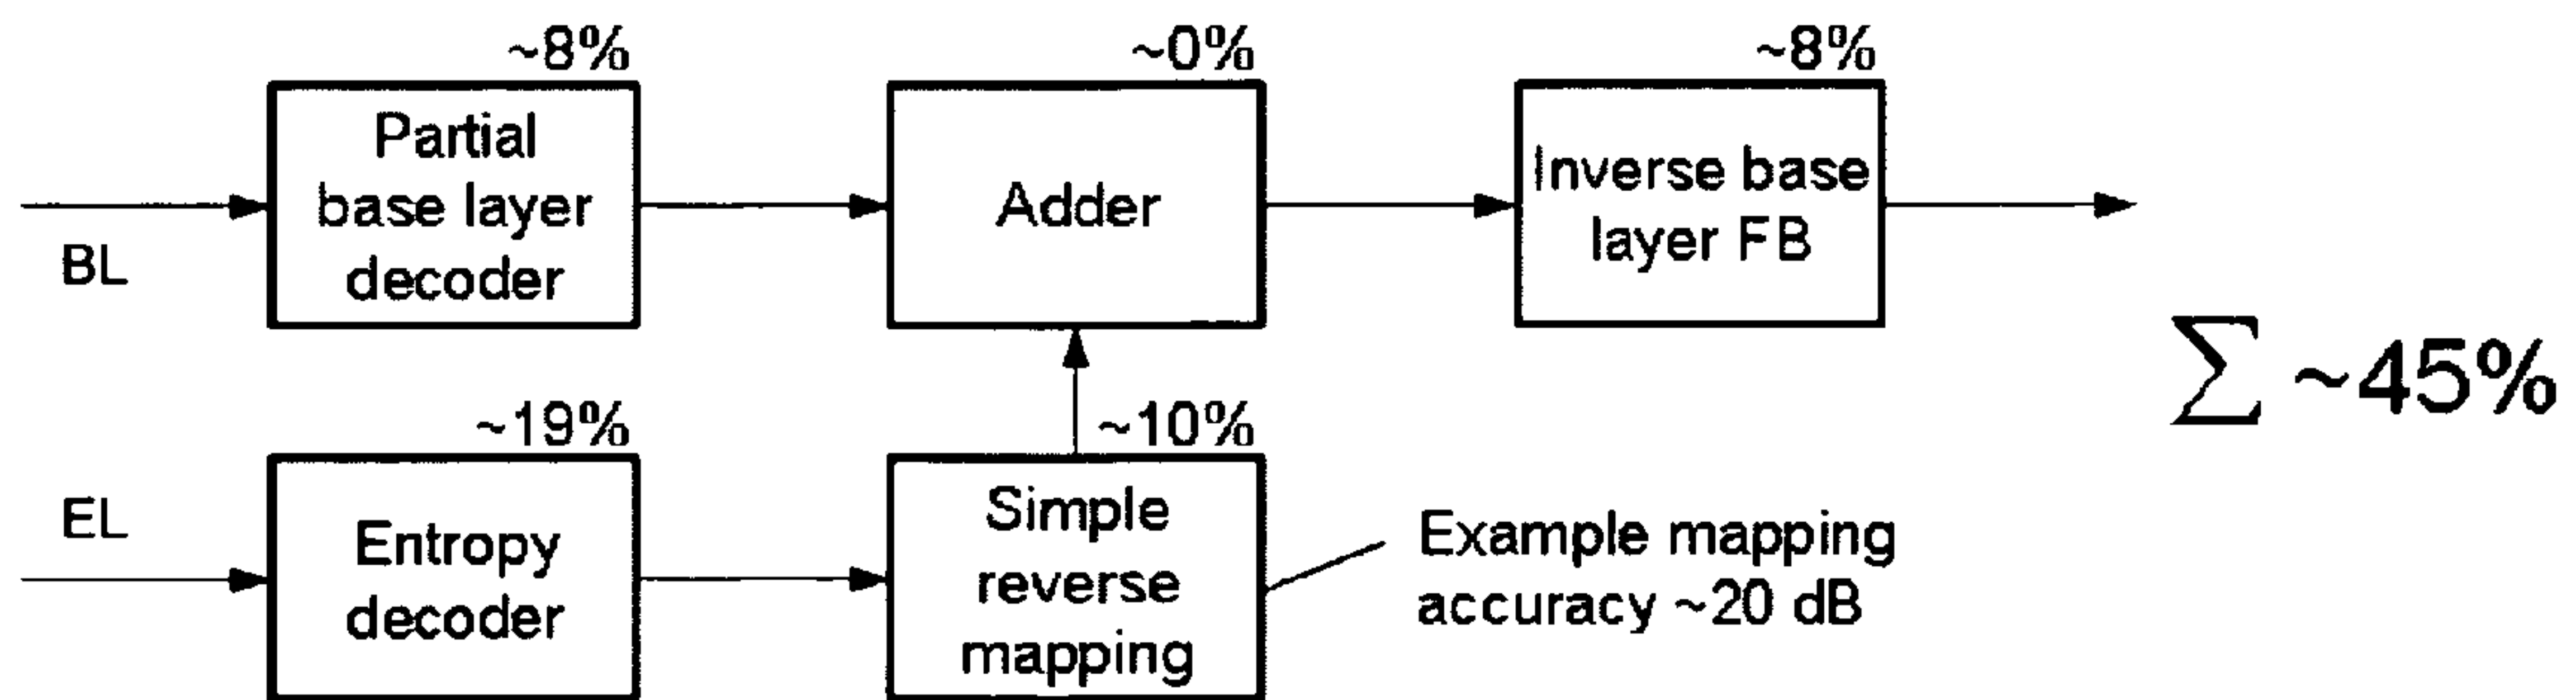 ~8%
~0%
~8%
Partial
base layer
decoder
Adder
Inverse base
layer FB
BL
∑ ~45%
~19%
~10%
EL
Entropy
decoder
Simple
reverse
mapping
Example mapping
accuracy ~20 dB